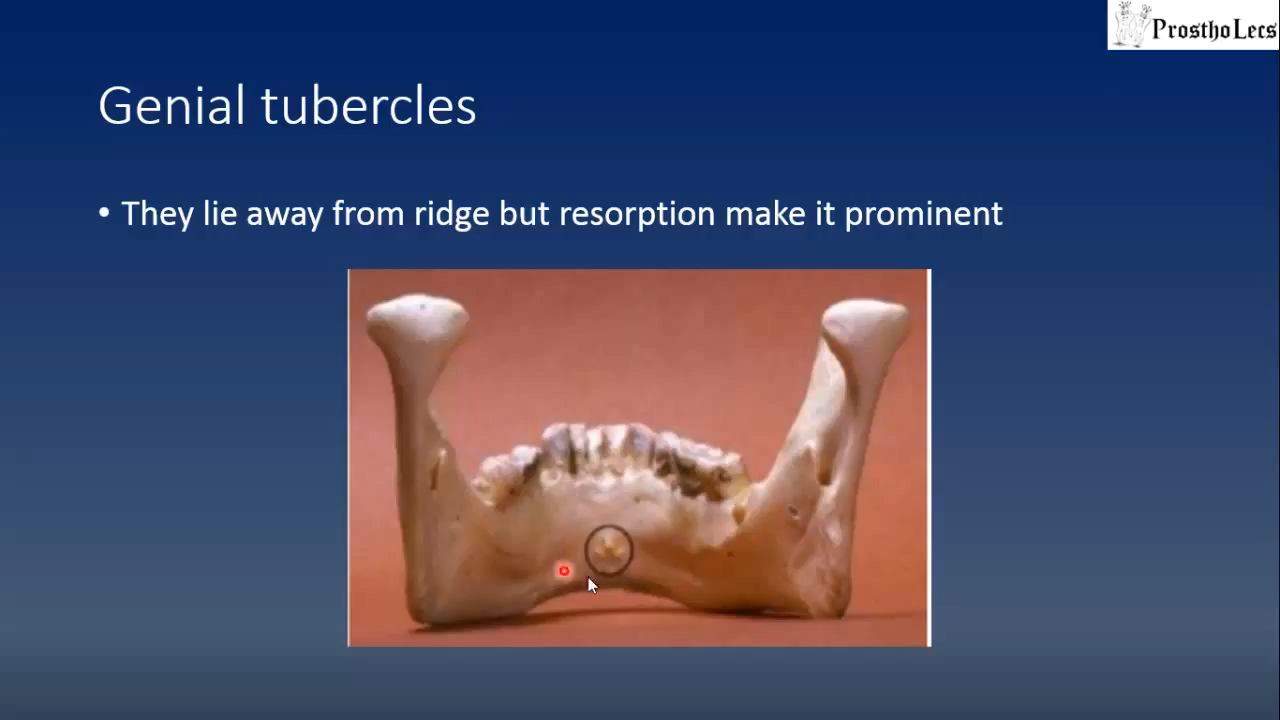 ProsthoLecs
Genial tubercles
• They lie away from ridge but resorption make it prominent